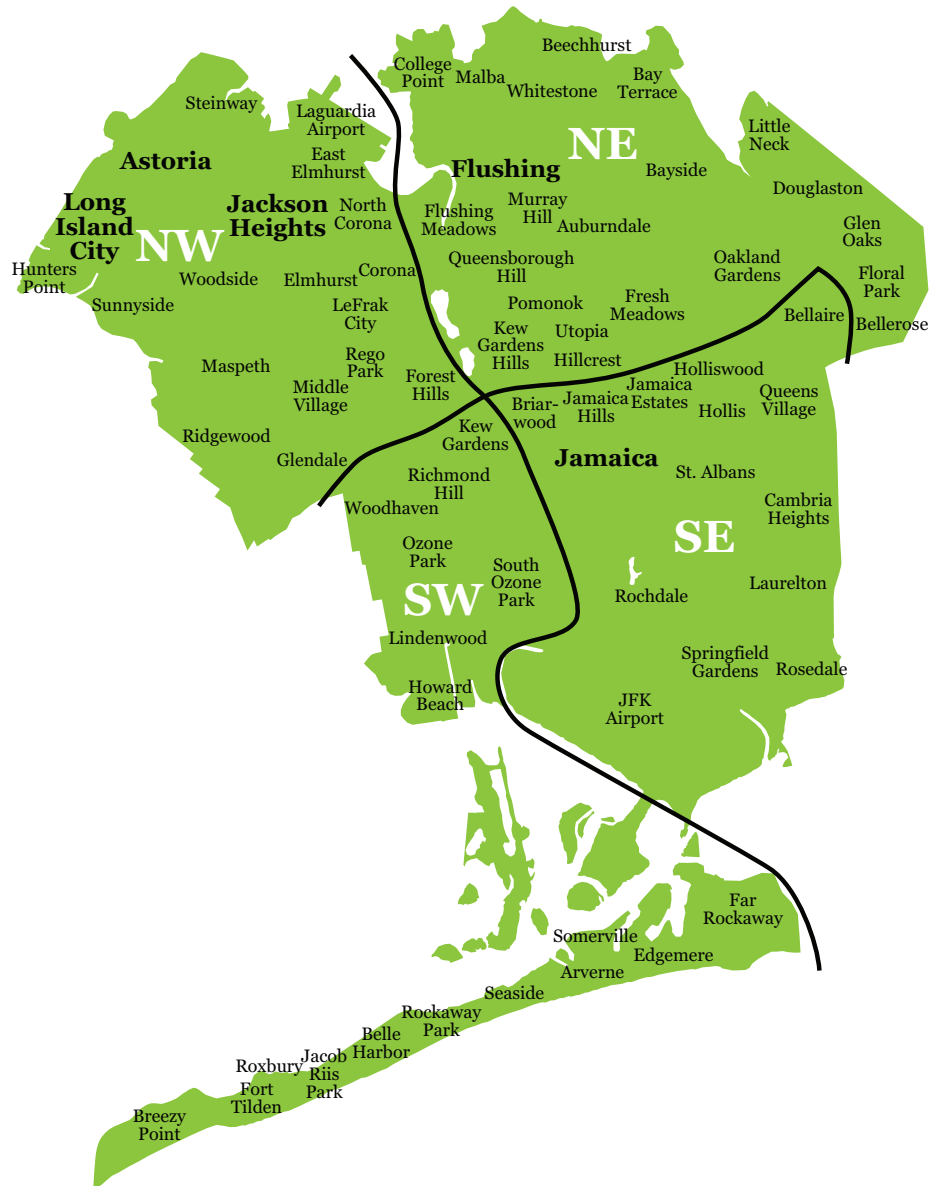 Beechhurst
College
Point
Malba
Bay
Terrace
Whitestone
Steinway
Laguardia
Airport
Little
Neck
NE
East
Elmhurst
Astoria
Flushing
Bayside
Douglaston
Long
Island
City
Jackson
Heights
North
Corona
Flushing
Meadows
Murray
Hill
Auburndale
Glen
Oaks
NW
Hunters
Point
Woodside
Elmhurst
Corona
Queensborough
Hill
Oakland
Gardens
Floral
Park
Sunnyside
LeFrak
City
Pomonok
Fresh
Meadows
Bellaire
Bellerose
Kew
Gardens
Hills
Utopia
Hillcrest
Maspeth
Rego
Park
Forest
Hills
Holliswood
Middle
Village
Briar-
wood
Jamaica
Hills
Jamaica
Estates
Hollis
Queens
Village
Ridgewood
Kew
Gardens
Glendale
Jamaica
St. Albans
Richmond
Hill
Woodhaven
Cambria
Heights
SE
Ozone
Park
South
Ozone
Park
SW
Rochdale
Laurelton
Lindenwood
Springfield
Gardens
Rosedale
Howard
Beach
JFK
Airport
Far
Rockaway
Somerville
Edgemere
Arverne
Seaside
Rockaway
Park
Belle
Harbor
Roxbury
Jacob
Riis
Park
Fort
Tilden
Breezy
Point